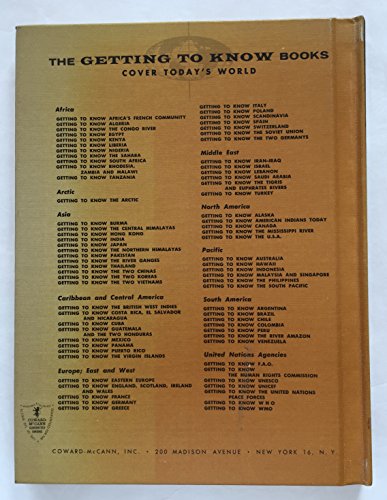 THE GETTING TO KNOW BOOKS
COVER TODAY'S WORLD
Africa
GETTING TO KNOW AFRICA'S FRENCH COMMUNITY
GETTING TO KNOW ALGERIA
GETTING TO KNOW THE CONGO RIVER
GETTING TO KNOW EGYPT
GETTING TO KNOW KENYA
GETTING TO KNOW LIBERIA
GETTING TO KNOW NIGERIA
GETTING TO KNOW THE SAHARA
GETTING TO KNOW SOUTH AFRICA
GETTING TO KNOW RHODESIA,
ZAMBIA AND MALAWI
GETTING TO KNOW TANZANIA
Arctic
GETTING TO KNOW THE ARCTIC
Asia
GETTING TO KNOW BURMA
GETTING TO KNOW THE CENTRAL HIMALAYAS
GETTING TO KNOW HONG KONG
GETTING TO KNOW INDIA
GETTING TO KNOW JAPAN
GETTING TO KNOW THE NORTHERN HIMALAYAS
GETTING TO KNOW PAKISTAN
GETTING TO KNOW THE RIVER GANGES
GETTING TO KNOW THAILAND
GETTING TO KNOW THE TWO CHINAS
GETTING TO KNOW THE TWO KOREAS
GETTING TO KNOW THE TWO VIETNAMS
Caribbean and Central America
GETTING TO KNOW THE BRITISH WEST INDIES
GETTING TO KNOW COSTA RICA, EL SALVADOR
AND NICARAGUA
GETTING TO KNOW CUBA
GETTING TO KNOW GUATEMALA
AND THE TWO HONDURAS
GETTING TO KNOW MEXICO
GETTING TO KNOW PANAMA
GETTING TO KNOW PUERTO RICO
GETTING TO KNOW THE VIRGIN ISLANDS
Europe; East and West
GETTING TO KNOW EASTERN EUROPE
GETTING TO KNOW ENGLAND, SCOTLAND, IRELAND
AND WALES
GETTING TO KNOW FRANCE
GETTING TO KNOW GERMANY
GETTING TO KNOW GREECE
GETTING TO KNOW ITALY
GETTING TO KNOW POLAND
GETTING TO KNOW SCANDINAVIA
GETTING TO KNOW SPAIN
GETTING TO KNOW SWITZERLAND
GETTING TO KNOW THE SOVIET UNION
GETTING TO KNOW THE TWO GERMANYS
Middle East
GETTING TO KNOW IRAN-IRAQ
GETTING TO KNOW ISRAEL
GETTING TO KNOW LEBANON
GETTING TO KNOW SAUDI ARABIA
GETTING TO KNOW THE TIGRIS
AND EUPHRATES RIVERS
GETTING TO KNOW TURKEY
North America
GETTING TO KNOW ALASKA
GETTING TO KNOW AMERICAN INDIANS TODAY
GETTING TO KNOW CANADA
GETTING TO KNOW THE MISSISSIPPI RIVER
GETTING TO KNOW THE U.S.A.
Pacific
GETTING TO KNOW AUSTRALIA
GETTING TO KNOW HAWAII
GETTING TO KNOW INDONESIA
GETTING TO KNOW MALAYSIA AND SINGAPORE
GETTING TO KNOW THE PHILIPPINES
GETTING TO KNOW THE SOUTH PACIFIC
South America
GETTING TO KNOW ARGENTINA
GETTING TO KNOW BRAZIL
GETTING TO KNOW CHILE
GETTING TO KNOW COLOMBIA
GETTING TO KNOW PERU
GETTING TO KNOW THE RIVER AMAZON
GETTING TO KNOW VENEZUELA
United Nations Agencies
GETTING TO KNOW F.A.O.
GETTING TO KNOW
THE HUMAN RIGHTS COMMISSION
GETTING TO KNOW UNESCO
GETTING TO KNOW UNICEF
GETTING TO KNOW THE UNITED NATIONS
PEACE FORCES
GETTING TO KNOW W H O
GETTING TO KNOW WMO
COWARD
McCANN
COWARD-McCANN, INC. • 200 MADISON AVENUE • NEW YORK 16, N. Y.